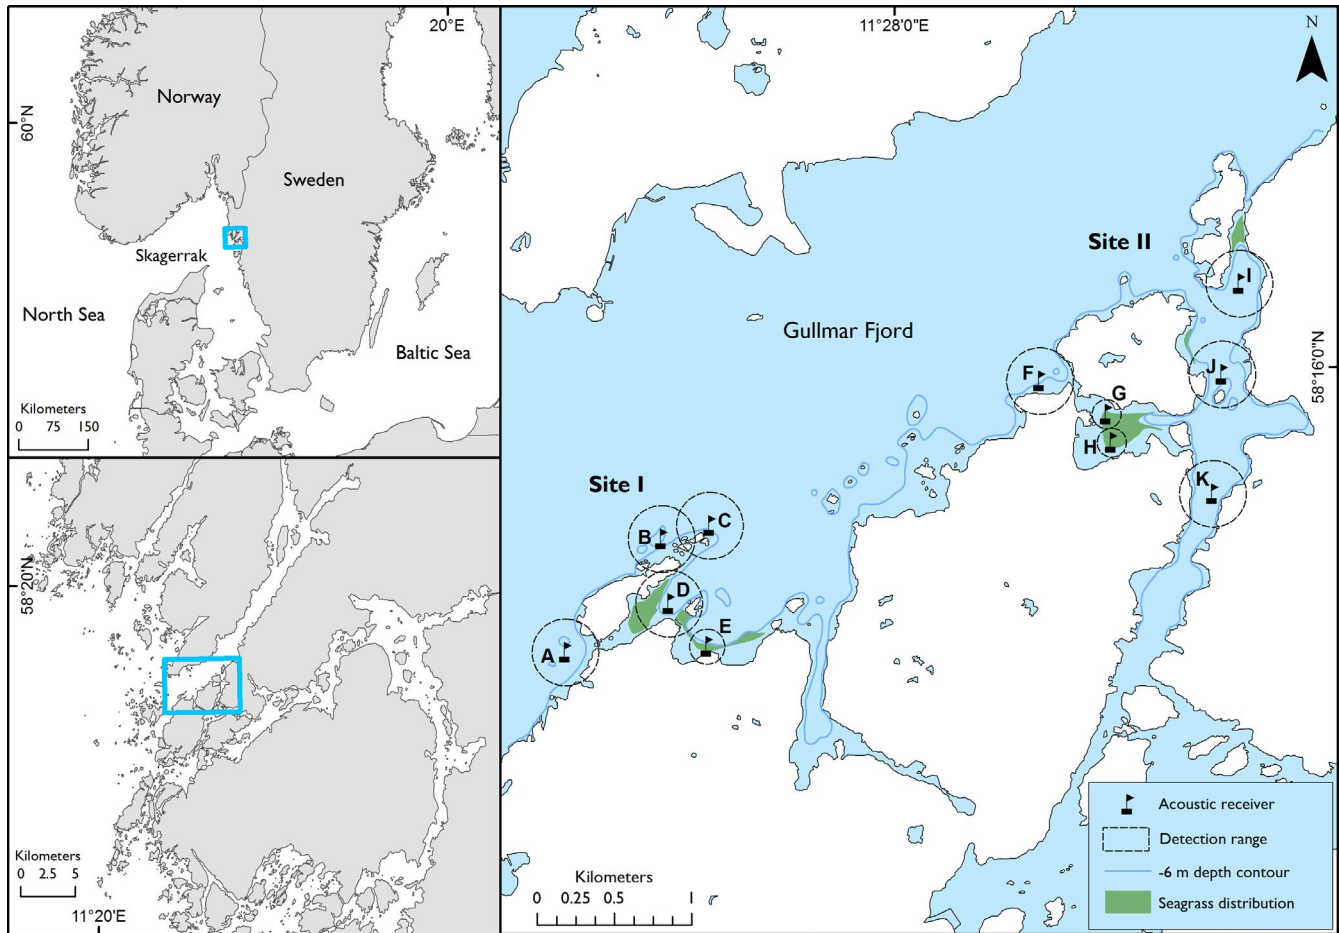 20°E
60°N
Norway
Sweden
Skagerrak
North Sea
Baltic Sea
Kilometers
0 75 150
58°20'N
Kilometers
0 2.5 5
11°20'E
11°28'0"E
N
Site II
I
Gullmar Fjord
58°16'0"N
F
J
G
H
K
Site I
B
C
D
E
A
Kilometers
0 0.25 0.5 1
Acoustic receiver
Detection range
-6 m depth contour
Seagrass distribution